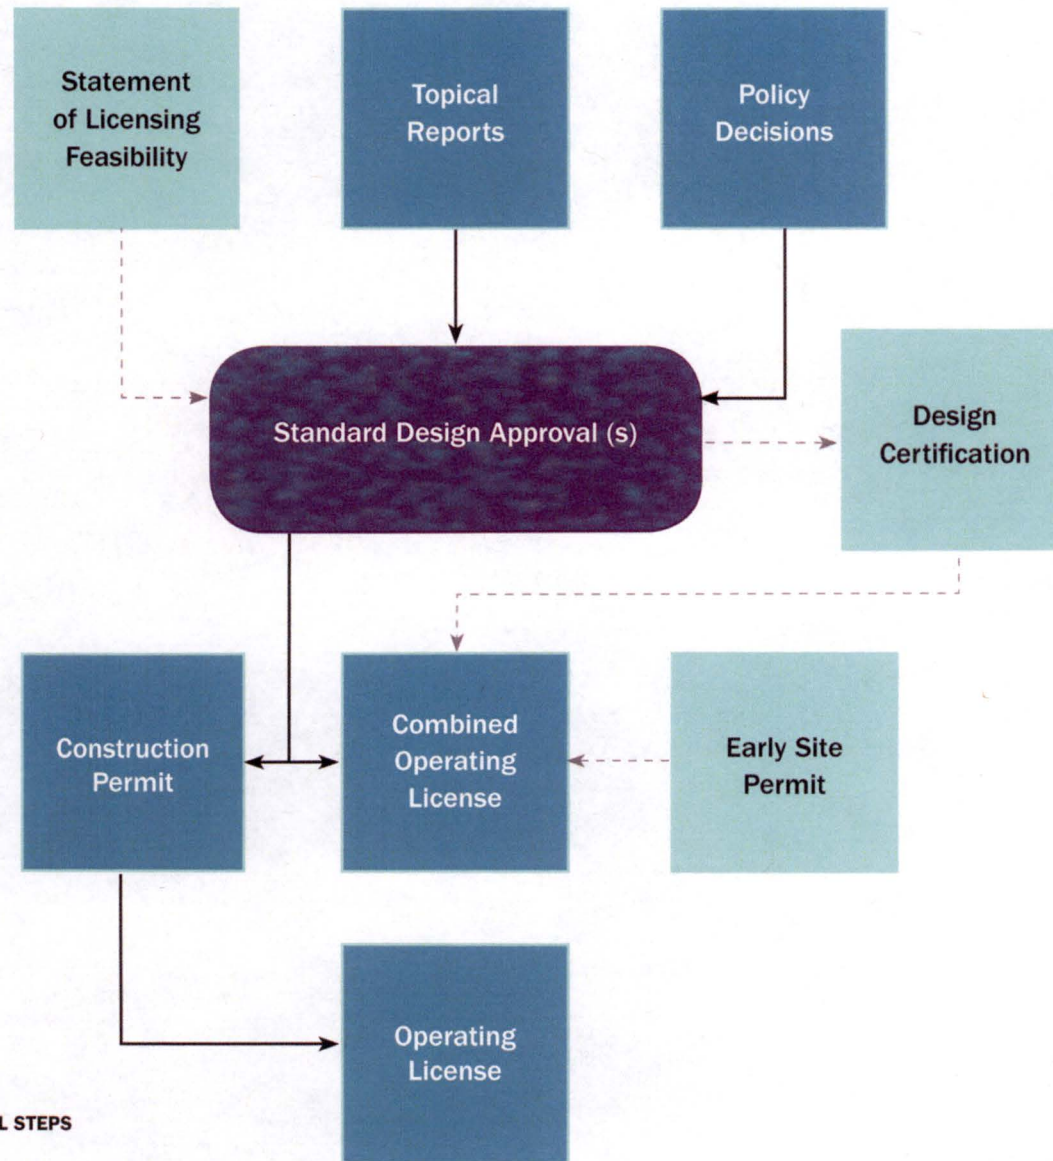 Statement
of Licensing
Feasibility
Topical
Reports
Policy
Decisions
Standard Design Approval (s)
Design
Certification
Construction
Permit
Combined
Operating
License
Early Site
Permit
Operating
License
STEPS